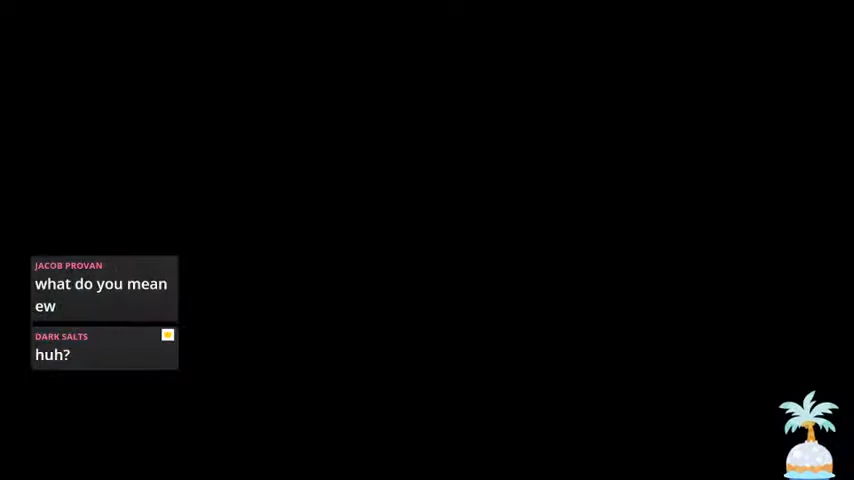 JACOB PROVAN
what do you mean
ew
DARK SALTS
huh?